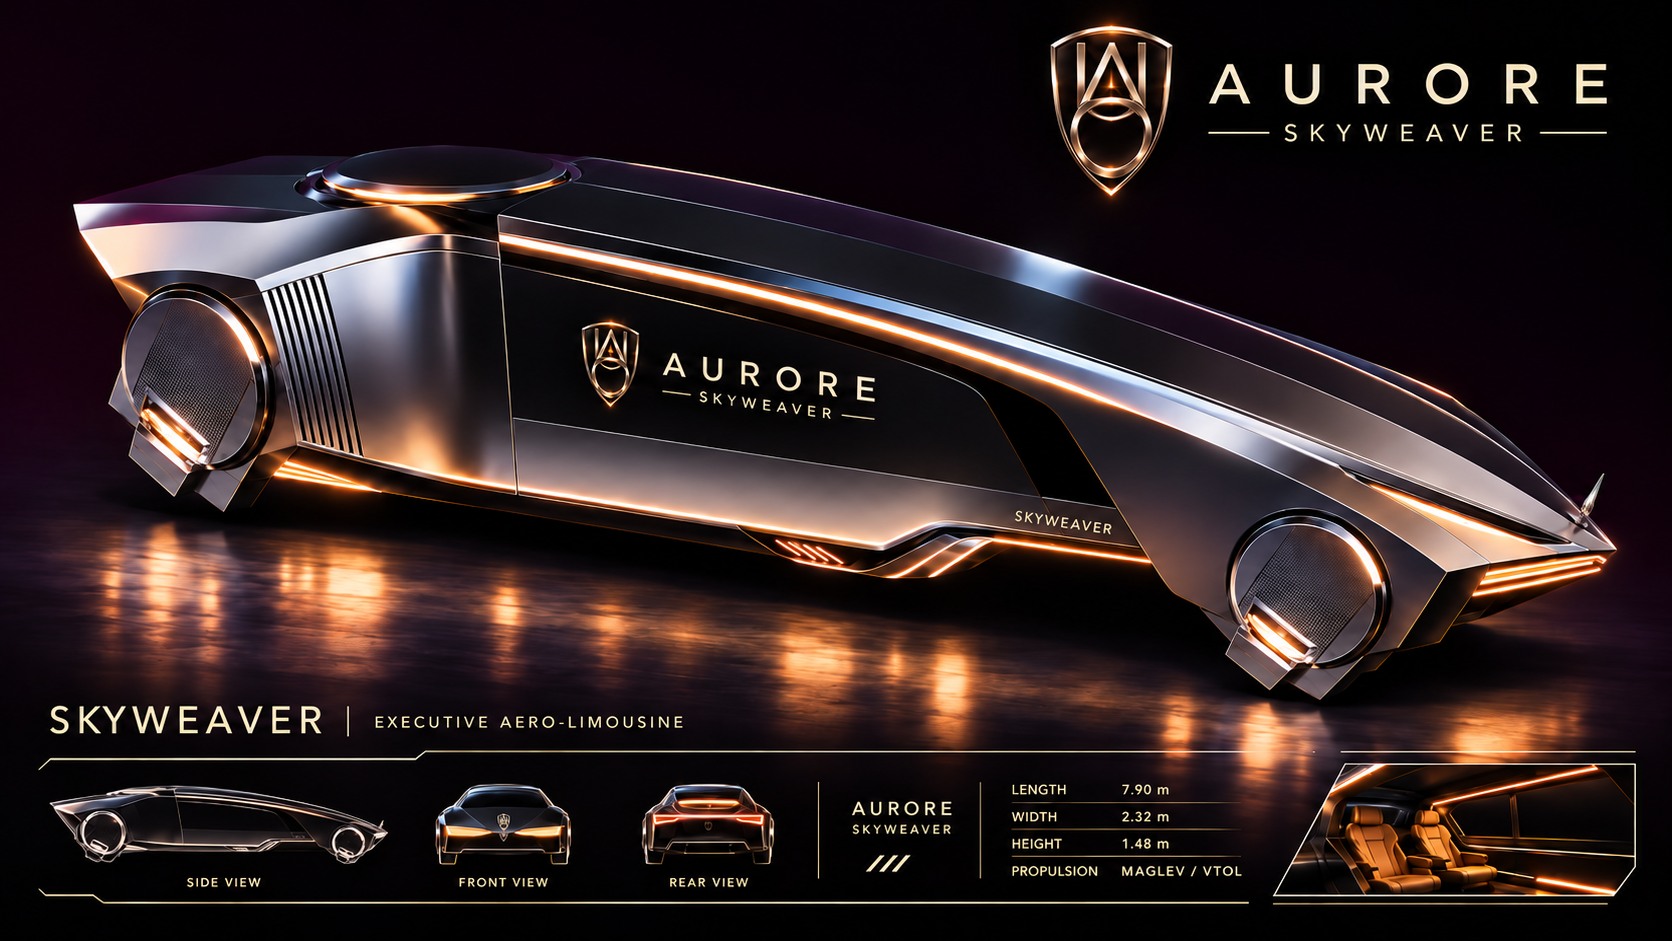 AURORE
SKYWEAVER
AURORE
SKYWEAVER
SKYWEAVER
SKYWEAVER | EXECUTIVE AERO-LIMOUSINE
SIDE VIEW
FRONT VIEW
REAR VIEW
AURORE
SKYWEAVER
LENGTH 7.90 m
WIDTH 2.32 m
HEIGHT 1.48 m
PROPULSION MAGLEV / VTOL